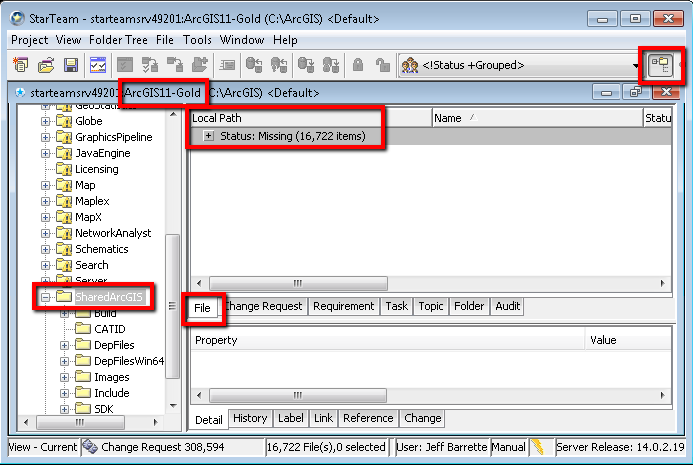 StarTeam - starteamsrv49201:ArcGIS11-Gold (C:\ArcGIS) <Default>
Project View Folder Tree File Tools Window Help
<!Status +Grouped>
starteamsrv49201:ArcGIS11-Gold (C:\ArcGIS) <Default>
GeoStatistics
Globe
GraphicsPipeline
JavaEngine
Licensing
Map
Maplex
MapX
NetworkAnalyst
Schematics
Search
Server
SharedArcGIS
Build
CATID
DepFiles
DepFilesWin64
Images
Include
SDK
Local Path Name Statu
Status: Missing (16,722 items)
File Change Request Requirement Task Topic Folder Audit
Property Value
Detail History Label Link Reference Change
View - Current Change Request 308,594 16,722 File(s),0 selected User: Jeff Barrette Manual Server Release: 14.0.2.19